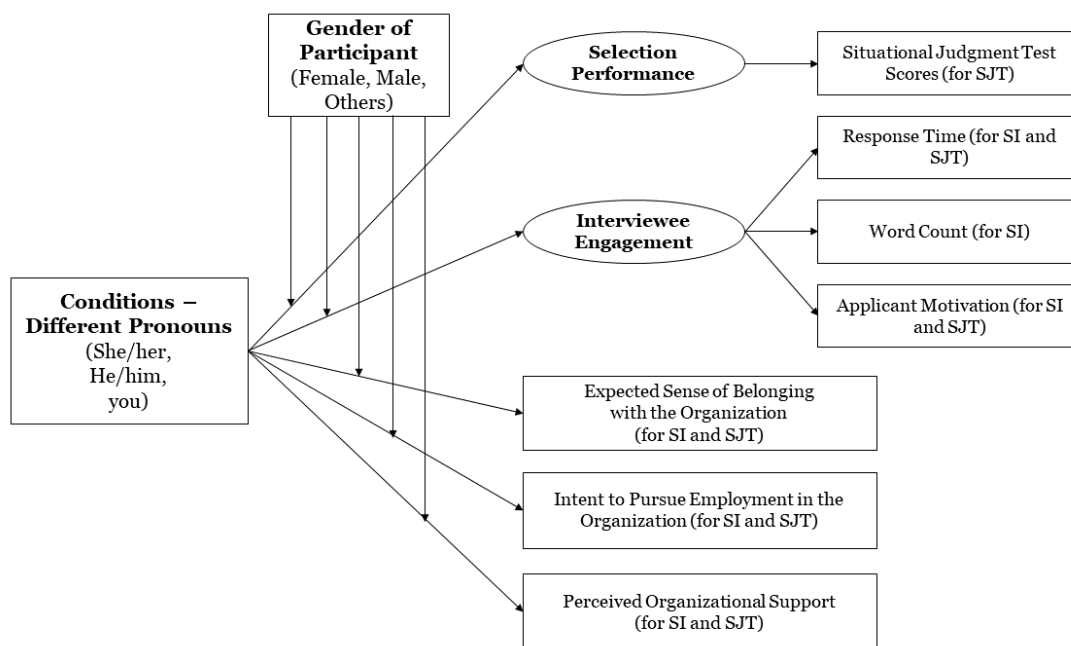 Gender of
Participant
(Female, Male,
Others)
Selection
Performance
Situational Judgment Test
Scores (for SJT)
Response Time (for SI and
SJT)
Interviewee
Engagement
Word Count (for SI)
Applicant Motivation (for SI
and SJT)
Conditions –
Different Pronouns
(She/her,
He/him,
you)
Expected Sense of Belonging
with the Organization
(for SI and SJT)
Intent to Pursue Employment in the
Organization (for SI and SJT)
Perceived Organizational Support
(for SI and SJT)